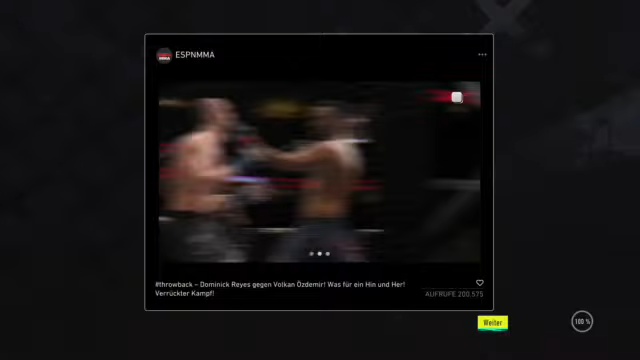 ESPNMMA
#throwback – Dominick Reyes gegen Volkan Özdemir! Was für ein Hin und Her!
Verrückter Kampf!
AUFRUFE 200.575
Weiter
100 %